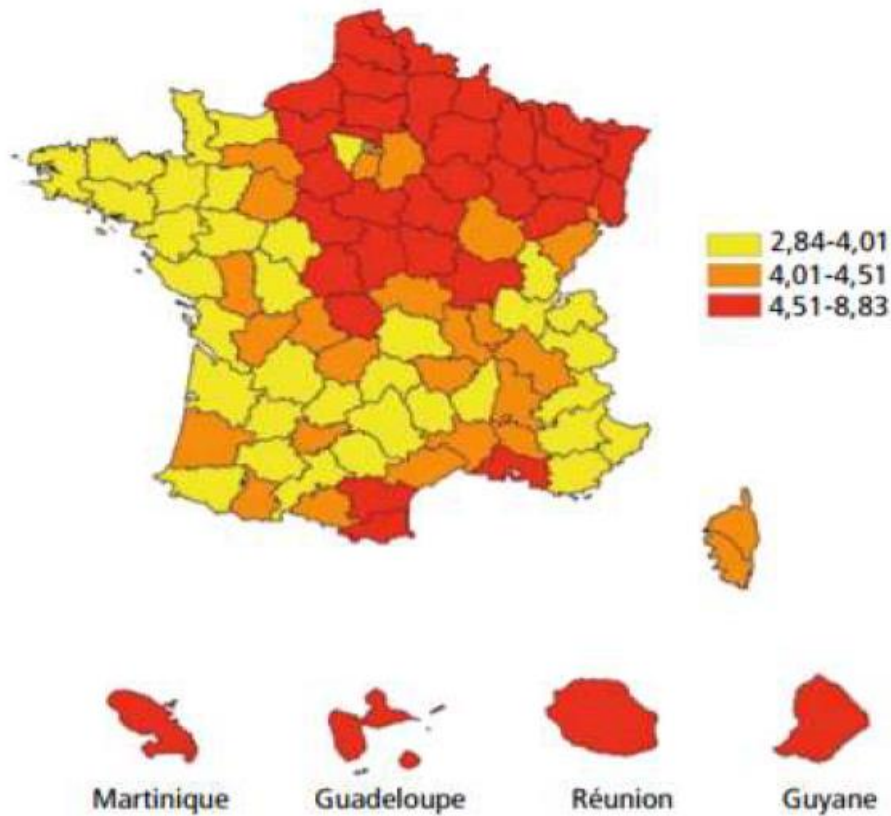 2,84-4,01
4,01-4,51
4,51-8,83
Martinique
Guadeloupe
Réunion
Guyane